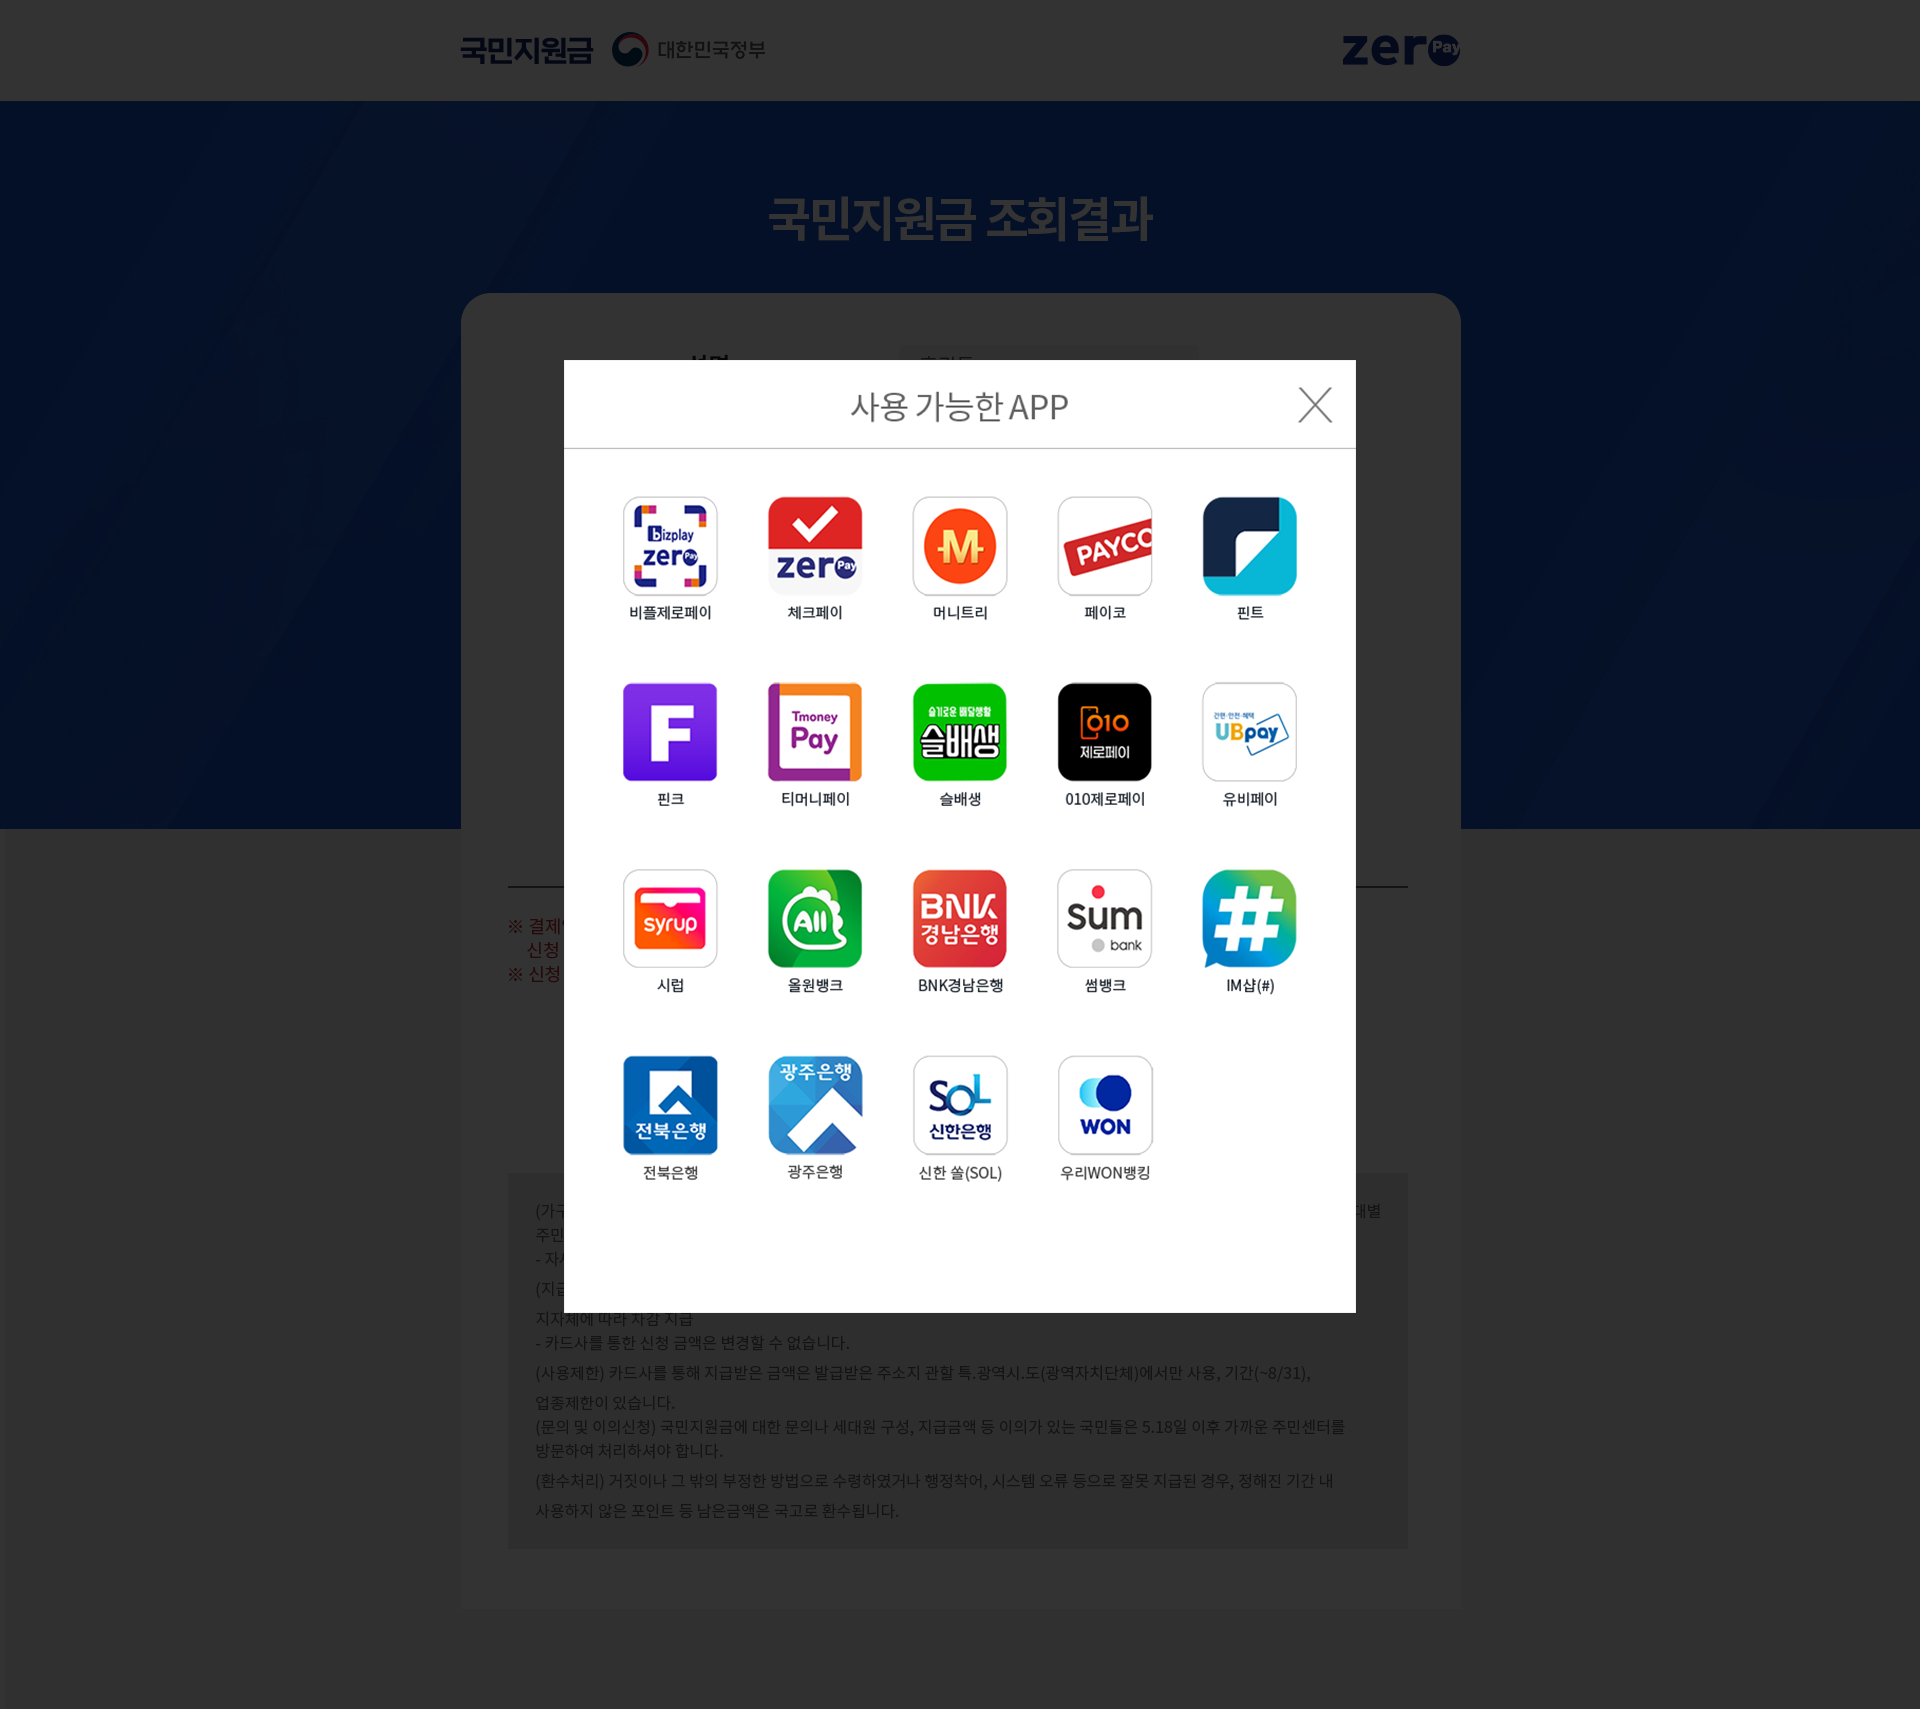 국민지원금 대한민국정부 zeropay
국민지원금 조회결과
사용 가능한 APP
bizplay zeropay
zeropay
M
PAYCO
비플제로페이 체크페이 머니트리 페이코 핀트
F
Tmoney Pay
슬기로운 배달생활 슬배생
010 제로페이
간편·안전·혜택 UBpay
핀크 티머니페이 슬배생 010제로페이 유비페이
syrup
All
BNK 경남은행
Sum bank
#
시럽 올원뱅크 BNK경남은행 썸뱅크 IM샵(#)
전북은행
광주은행
SOL 신한은행
WON
전북은행 광주은행 신한 쏠(SOL) 우리WON뱅킹
※
신청
※ 신청
대별
지자체에 따라 차감 지급
- 카드사를 통한 신청 금액은 변경할 수 없습니다.
(사용제한) 카드사를 통해 지급받은 금액은 발급받은 주소지 관할 특.광역시.도(광역자치단체)에서만 사용, 기간(~8/31),
업종제한이 있습니다.
(문의 및 이의신청) 국민지원금에 대한 문의나 세대원 구성, 지급금액 등 이의가 있는 국민들은 5.18일 이후 가까운 주민센터를
방문하여 처리하셔야 합니다.
(환수처리) 거짓이나 그 밖의 부정한 방법으로 수령하였거나 행정착어, 시스템 오류 등으로 잘못 지급된 경우, 정해진 기간 내
사용하지 않은 포인트 등 남은금액은 국고로 환수됩니다.